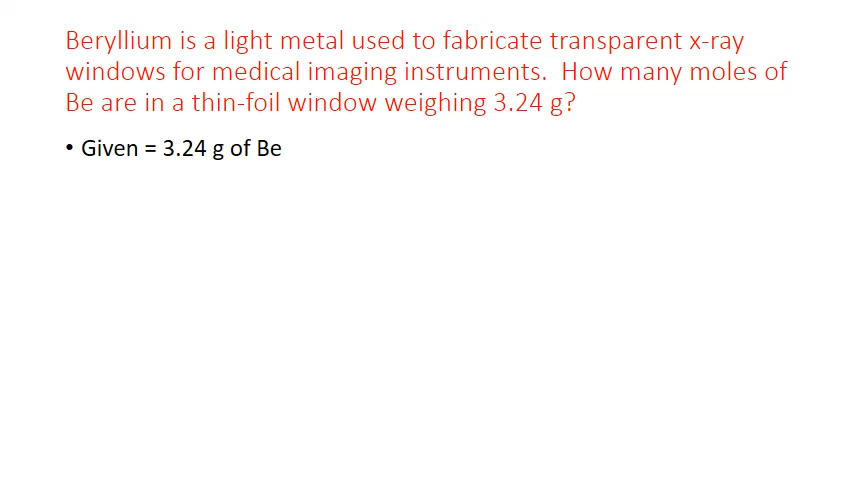 Beryllium is a light metal used to fabricate transparent x-ray
windows for medical imaging instruments.  How many moles of
Be are in a thin-foil window weighing 3.24 g?
• Given = 3.24 g of Be